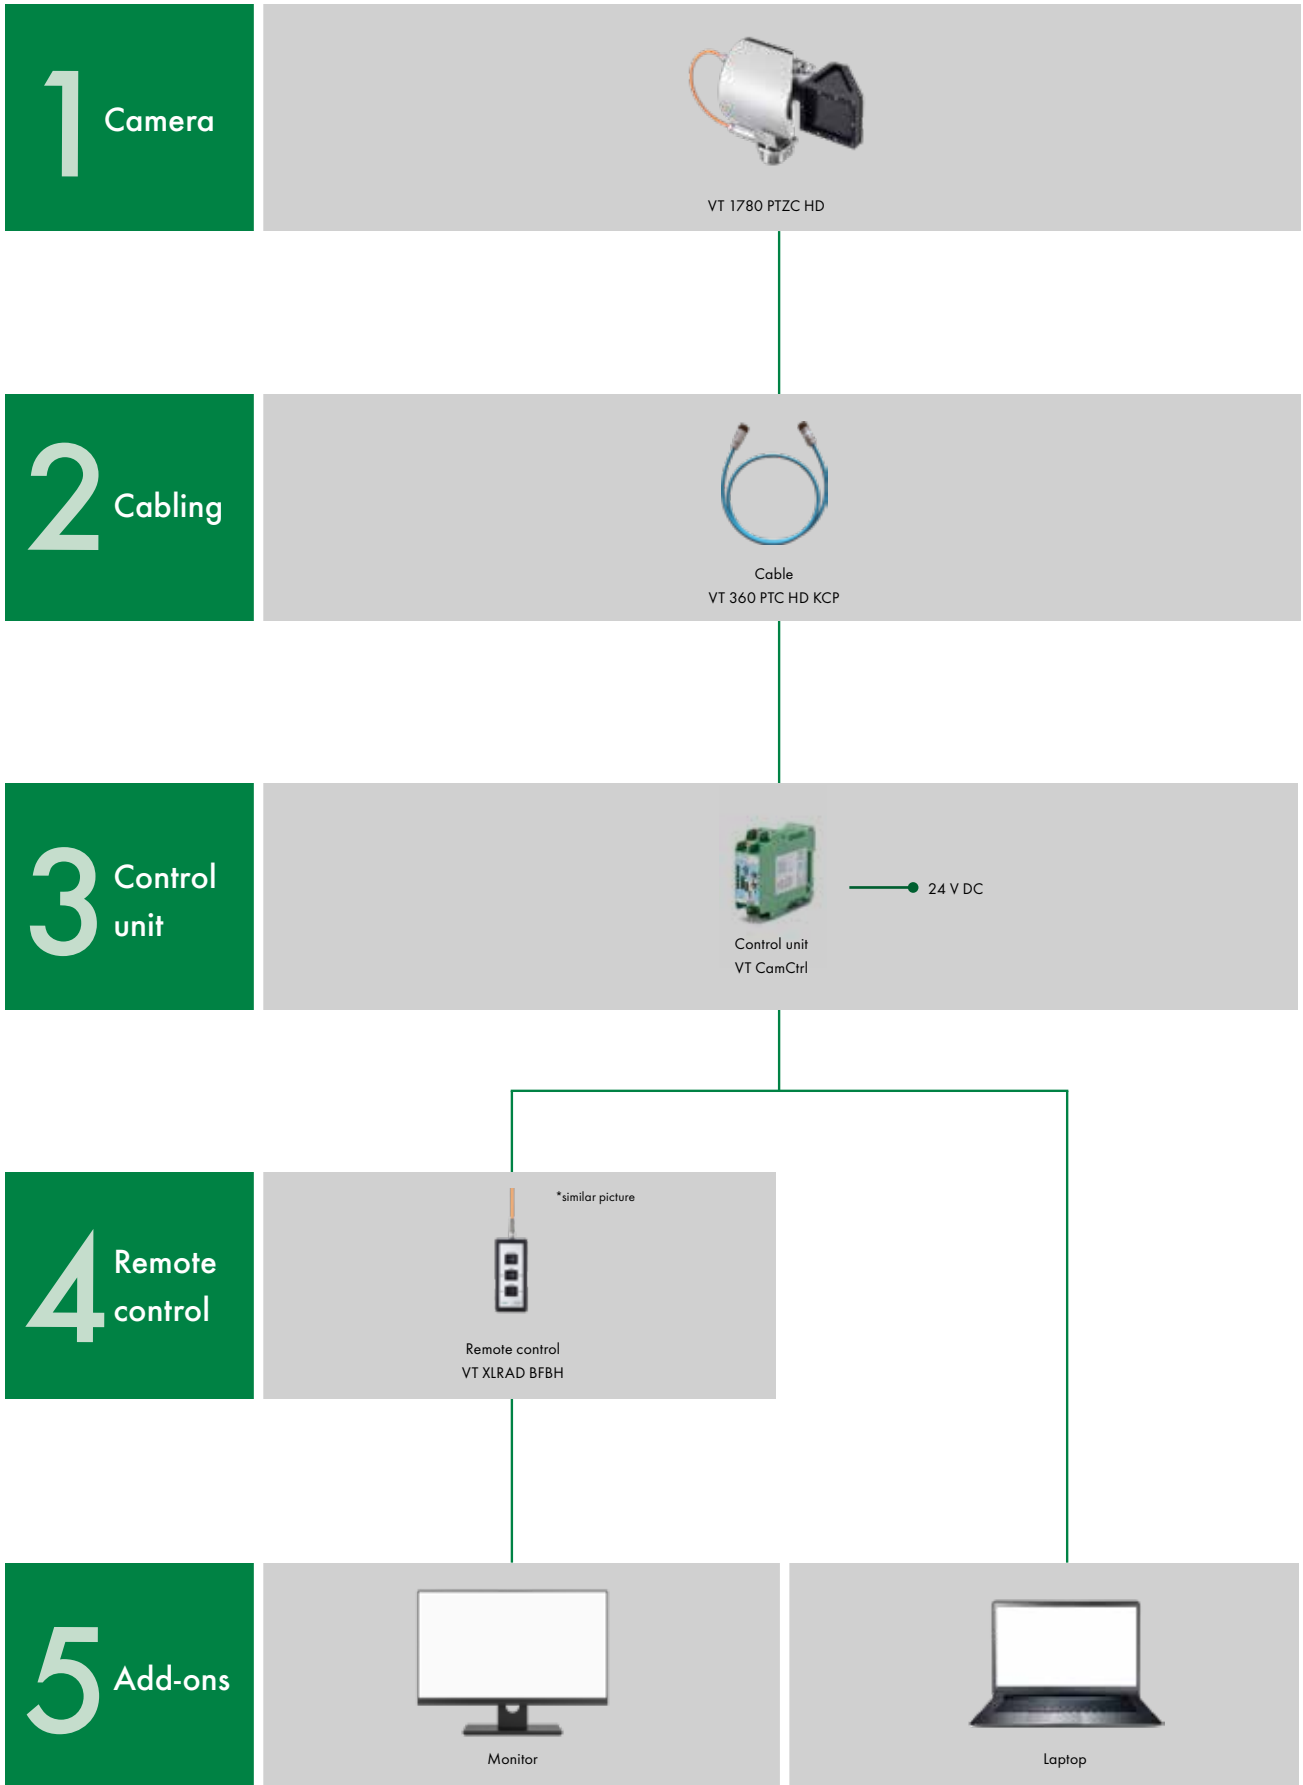 1
Camera
VT 1780 PTZC HD
2
Cabling
Cable
VT 360 PTC HD KCP
3
Control
unit
24 V DC
Control unit
VT CamCtrl
4
Remote
control
*similar picture
Remote control
VT XLRAD BFBH
5
Add-ons
Monitor
Laptop